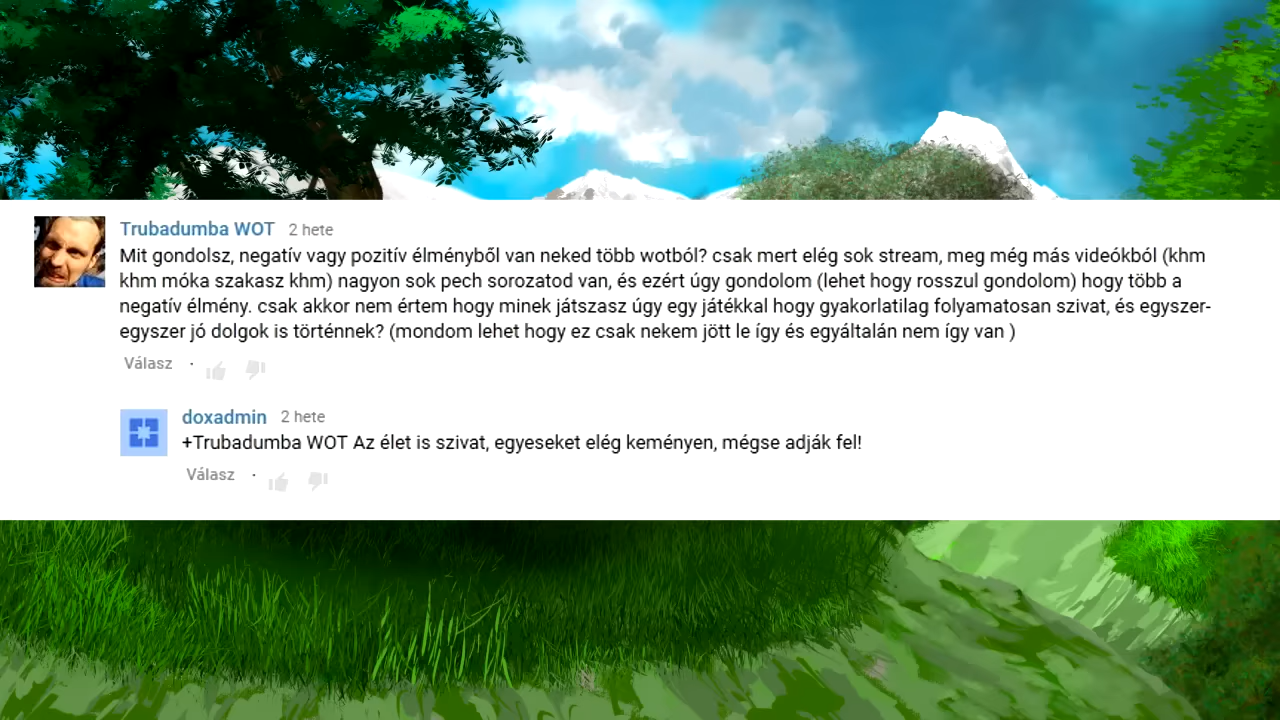 Trubadumba WOT 2 hete
Mit gondolsz, negatív vagy pozitív élményből van neked több wotból? csak mert elég sok stream, meg még más videókból (khm
khm móka szakasz khm) nagyon sok pech sorozatod van, és ezért úgy gondolom (lehet hogy rosszul gondolom) hogy több a
negatív élmény. csak akkor nem értem hogy minek játszasz úgy egy játékkal hogy gyakorlatilag folyamatosan szivat, és egyszer-
egyszer jó dolgok is történnek? (mondom lehet hogy ez csak nekem jött le így és egyáltalán nem így van )
Válasz ·
doxadmin 2 hete
+Trubadumba WOT Az élet is szivat, egyeseket elég keményen, mégse adják fel!
Válasz ·